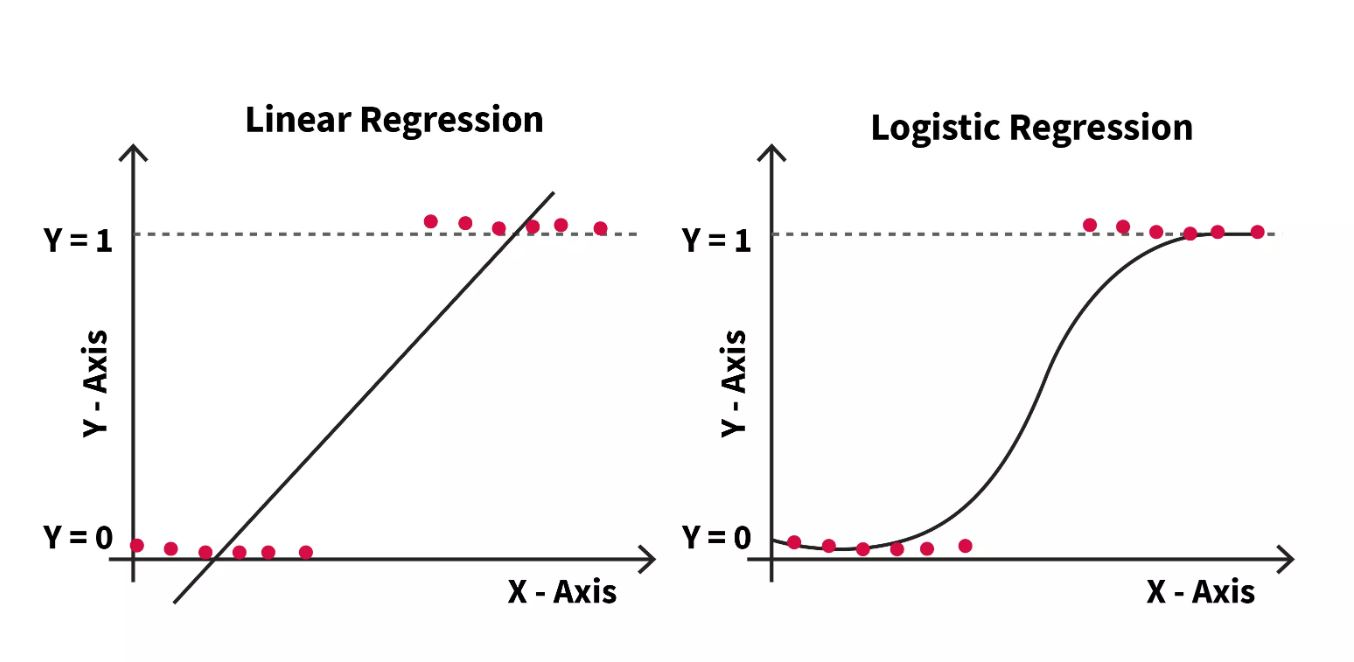 Linear Regression
Y = 1
Y - Axis
Y = 0
X - Axis
Logistic Regression
Y = 1
Y - Axis
Y = 0
X - Axis